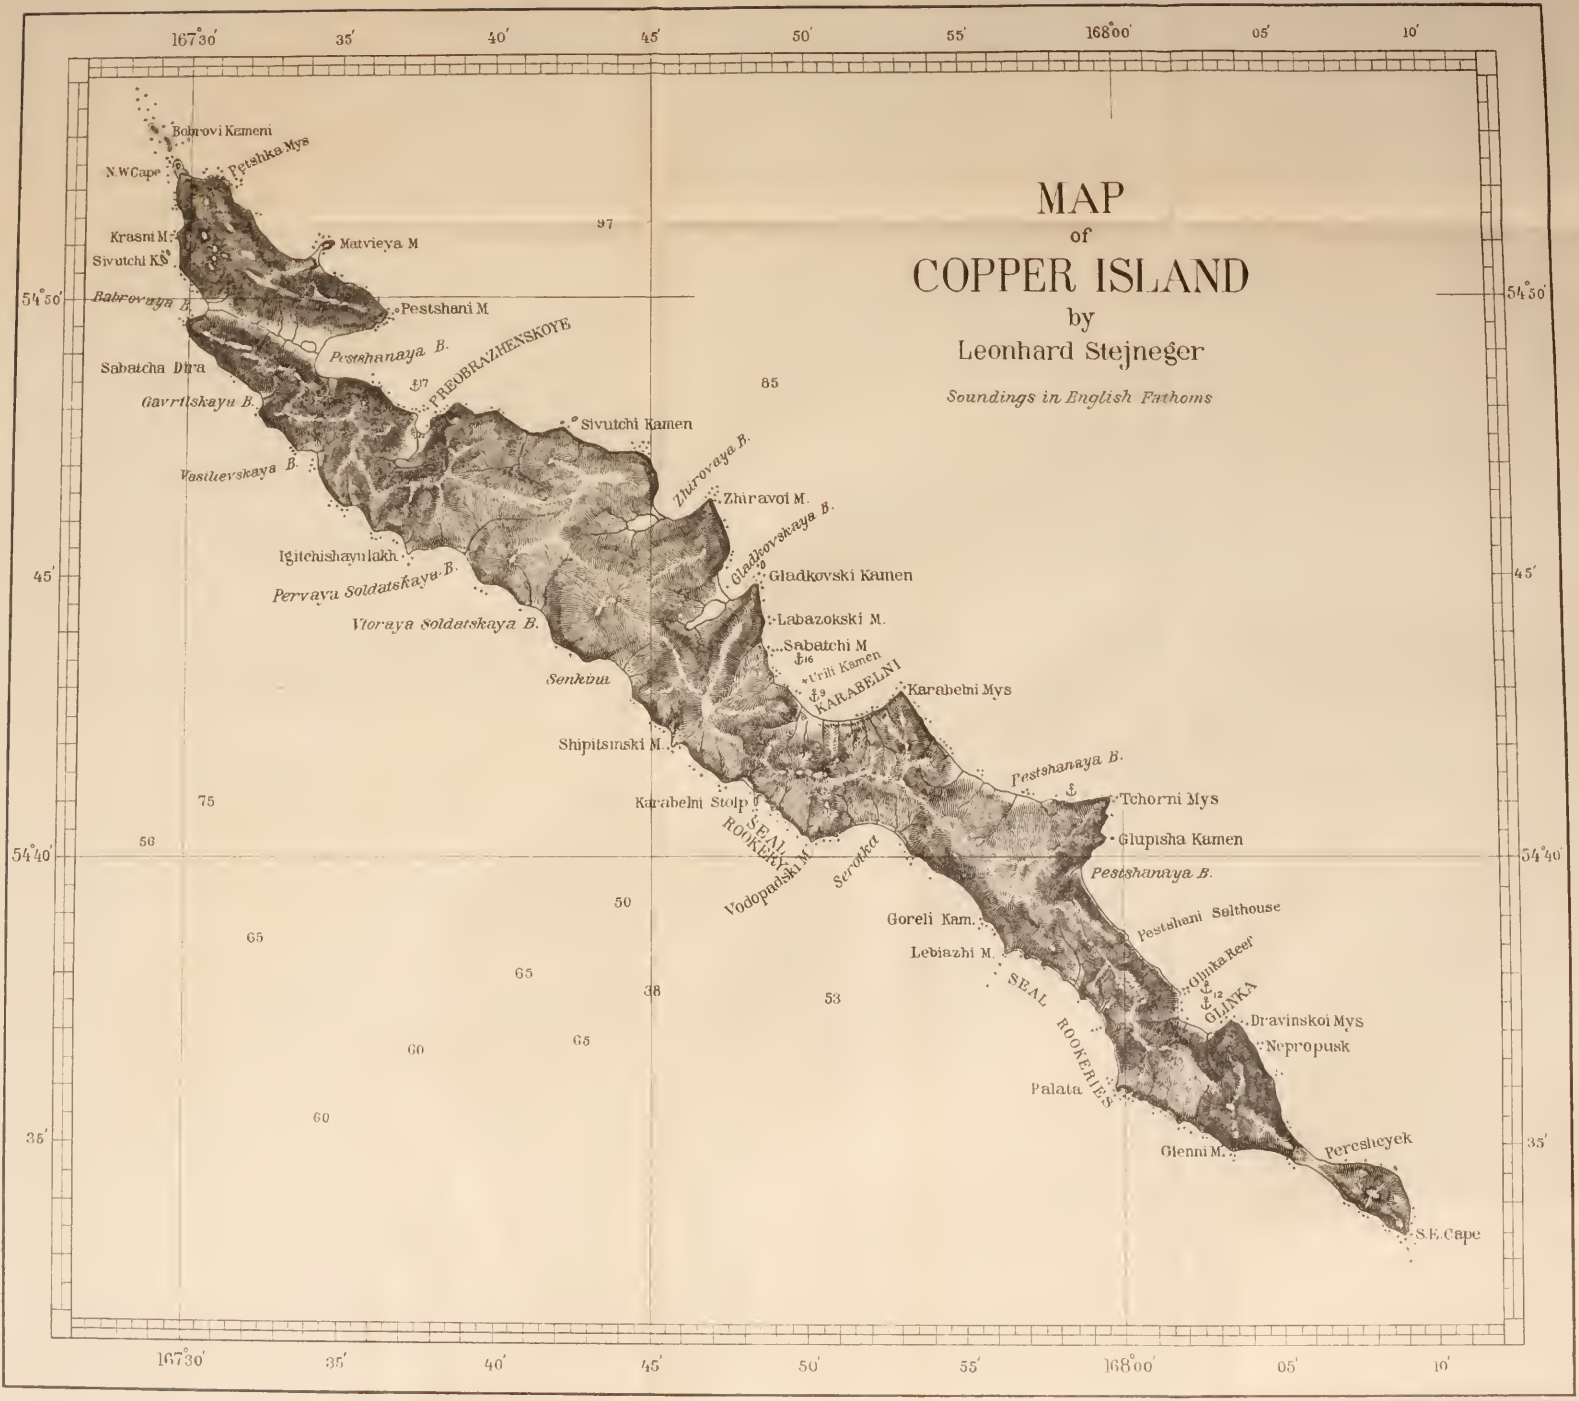 167°30′ 35′ 40′ 45′ 50′ 55′ 168°00′ 05′ 10′
MAP
of
COPPER ISLAND
by
Leonhard Stejneger
Soundings in English Fathoms
Bobrovi Kameni
N.W Cape
Petshka Mys
Krasni M.
Sivutchi K.
Matvieya M
97
54°50′
54°50′
Babrovaya B.
Pestshani M
Pestshanaya B.
17
PREOBRAZHENSKOYE
85
Sabatcha Dira
Gavrilskaya B.
Sivutchi Kamen
Vasilievskaya B.
Zhirovaya B.
Zhiravoi M.
Gladkovskaya B.
Igitchishayulakh
45′
45′
Gladkovski Kamen
Pervaya Soldatskaya B.
Vtoraya Soldatskaya B.
Labazokski M.
Sabatchi M
16
Urili Kamen
9
KARABELNI
Karabelni Mys
Senkina
Shipitsinski M.
Pestshanaya B.
Tchorni Mys
Karabelni Stolp
SEAL
ROOKERY
75
56
Glupisha Kamen
54°40′
54°40′
Vodopadski M.
Serotka
Pestshanaya B.
50
Goreli Kam.
Pestshani Salthouse
65
Lebiazhi M.
Glinka Reef
12
GLINKA
65
38
53
SEAL ROOKERIES
Dravinskoi Mys
Nepropusk
60
65
Palata
60
35′
35′
Glenni M.
Peresheyek
S.E. Cape
167°30′ 35′ 40′ 45′ 50′ 55′ 168°00′ 05′ 10′